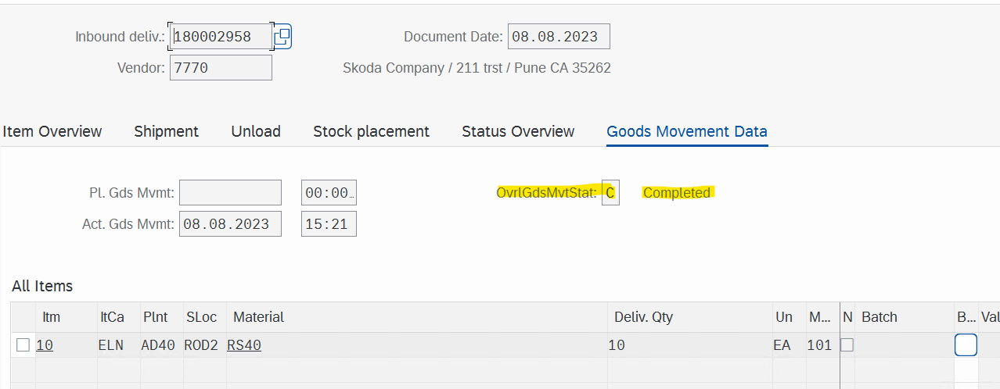 Inbound deliv.: 180002958 Document Date: 08.08.2023
Vendor: 7770 Skoda Company / 211 trst / Pune CA 35262
Item Overview Shipment Unload Stock placement Status Overview Goods Movement Data
Pl. Gds Mvmt: 00:00… OvrlGdsMvtStat: C Completed
Act. Gds Mvmt: 08.08.2023 15:21
All Items
Itm ItCa Plnt SLoc Material Deliv. Qty Un M... N Batch B... Val
10 ELN AD40 ROD2 RS40 10 EA 101